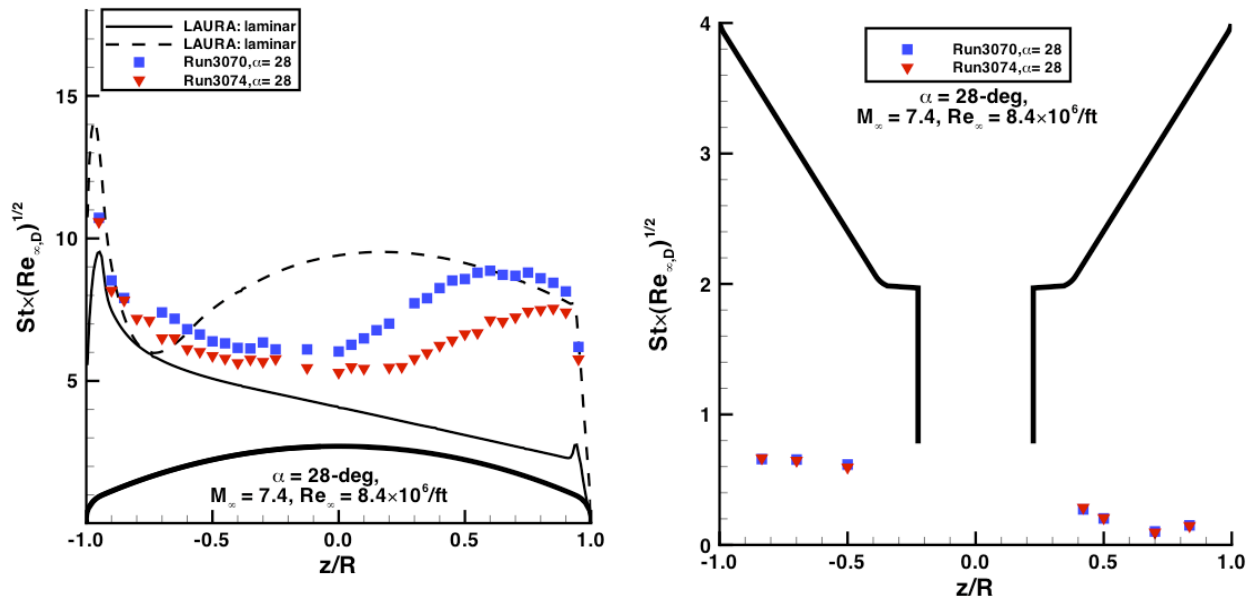 LAURA: laminar
LAURA: laminar
Run3070,α= 28
Run3074,α= 28
15
10
5
St×(Re∞,D)1/2
α = 28-deg,
M∞ = 7.4, Re∞ = 8.4×10⁶/ft
-1.0 -0.5 0.0 0.5 1.0
z/R
4
3
2
1
0
St×(Re∞,D)1/2
Run3070,α= 28
Run3074,α= 28
α = 28-deg,
M∞ = 7.4, Re∞ = 8.4×10⁶/ft
-1.0 -0.5 0.0 0.5 1.0
z/R